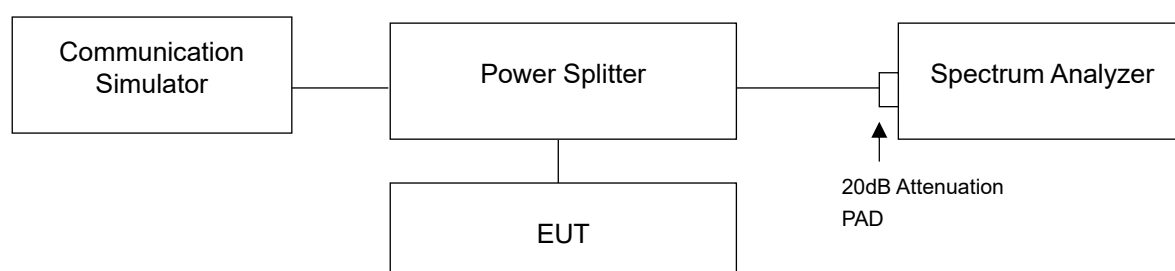 Communication
Simulator
Power Splitter
Spectrum Analyzer
20dB Attenuation
PAD
EUT